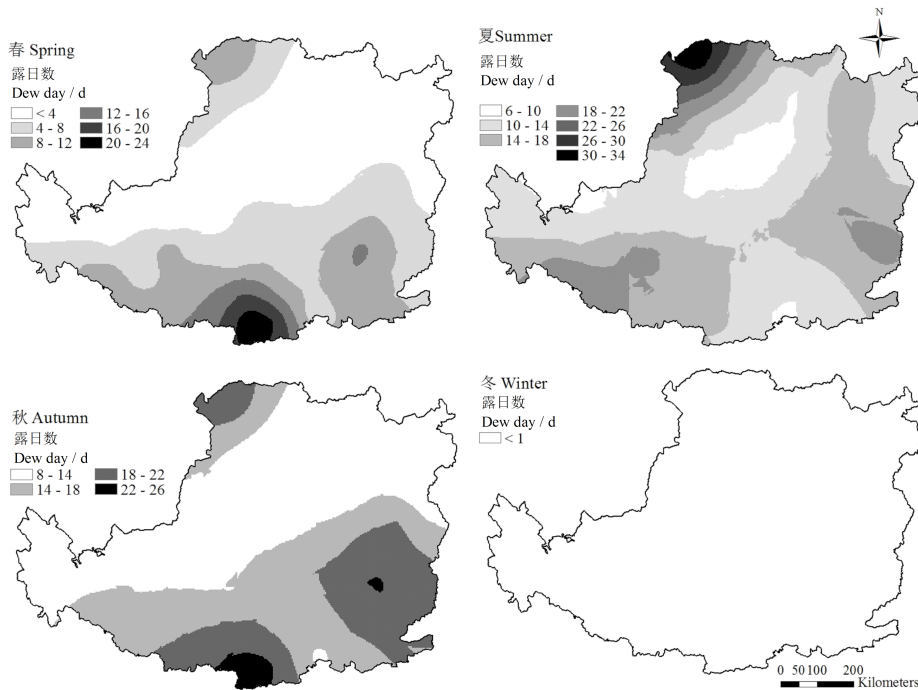 春 Spring
露日数
Dew day / d
< 4
4 - 8
8 - 12
12 - 16
16 - 20
20 - 24
夏Summer
露日数
Dew day / d
6 - 10
10 - 14
14 - 18
18 - 22
22 - 26
26 - 30
30 - 34
N
秋 Autumn
露日数
Dew day / d
8 - 14
14 - 18
18 - 22
22 - 26
冬 Winter
露日数
Dew day / d
< 1
0 50 100 200
Kilometers